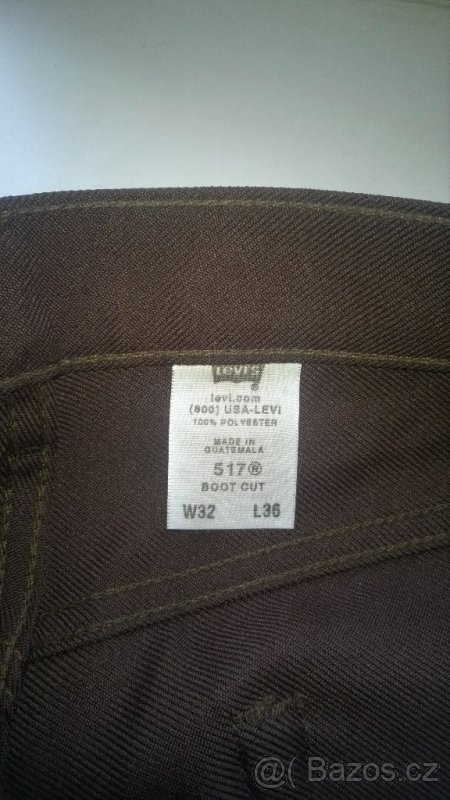 Levi's
®
levi.com
(800) USA-LEVI
100% POLYESTER
MADE IN
GUATEMALA
517®
BOOT CUT
W32 L36
@( Bazos.cz